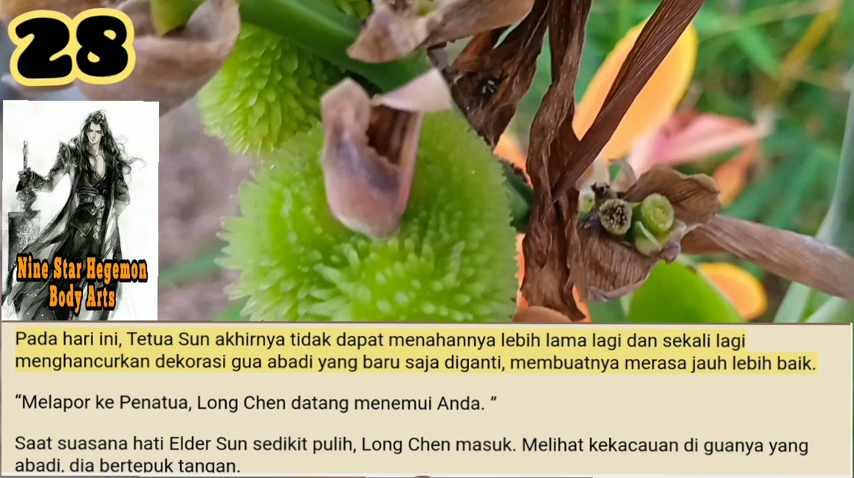 28
Nine Star Hegemon
Body Arts
Pada hari ini, Tetua Sun akhirnya tidak dapat menahannya lebih lama lagi dan sekali lagi
menghancurkan dekorasi gua abadi yang baru saja diganti, membuatnya merasa jauh lebih baik.
“Melapor ke Penatua, Long Chen datang menemui Anda. ”
Saat suasana hati Elder Sun sedikit pulih, Long Chen masuk. Melihat kekacauan di guanya yang
abadi, dia bertepuk tangan.